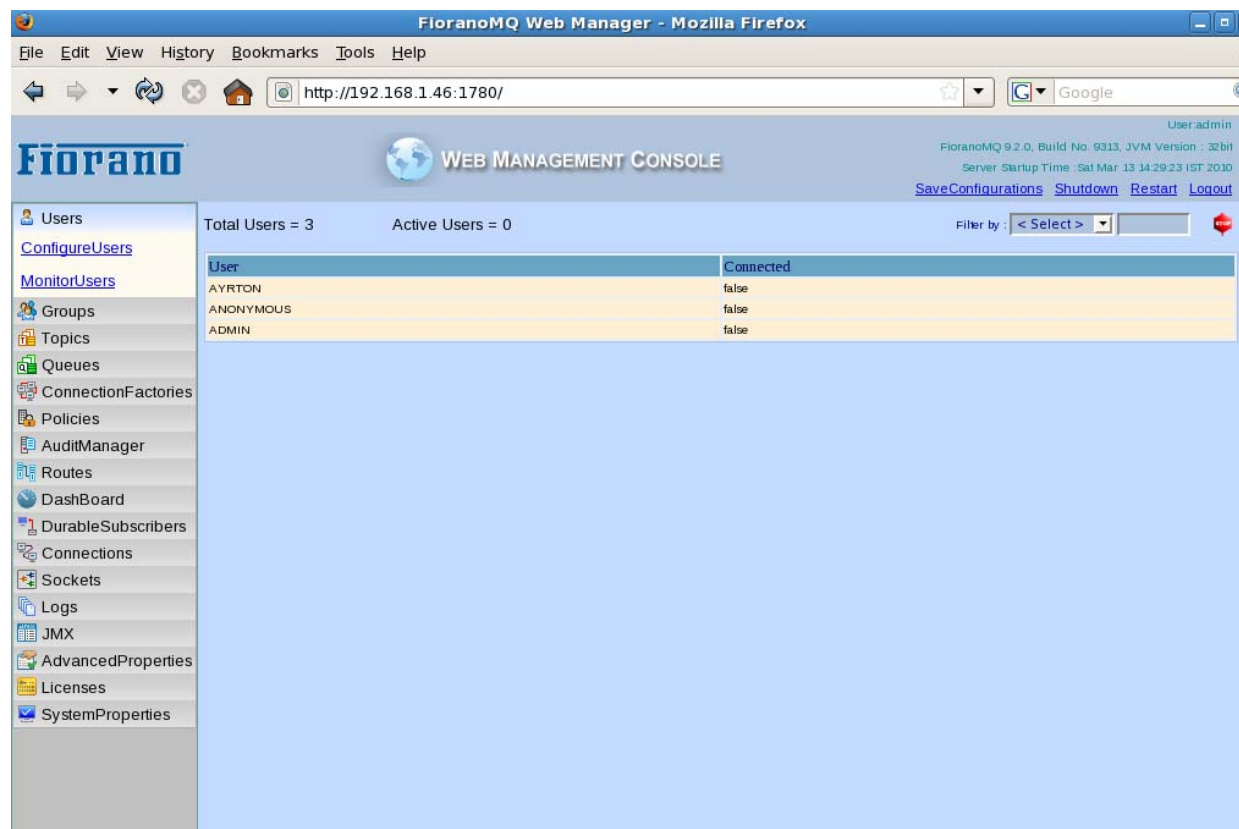 FioranoMQ Web Manager - Mozilla Firefox
File Edit View History Bookmarks Tools Help
http://192.168.1.46:1780/
G Google
User:admin
Fiorano
WEB MANAGEMENT CONSOLE
FioranoMQ 9.2.0, Build No. 9313, JVM Version : 32bit
Server Startup Time :Sat Mar 13 14:29:23 IST 2010
SaveConfigurations Shutdown Restart Logout
Users
ConfigureUsers
MonitorUsers
Groups
Topics
Queues
ConnectionFactories
Policies
AuditManager
Routes
DashBoard
DurableSubscribers
Connections
Sockets
Logs
JMX
AdvancedProperties
Licenses
SystemProperties
Total Users = 3 Active Users = 0 Filter by : < Select >
User Connected
AYRTON false
ANONYMOUS false
ADMIN false